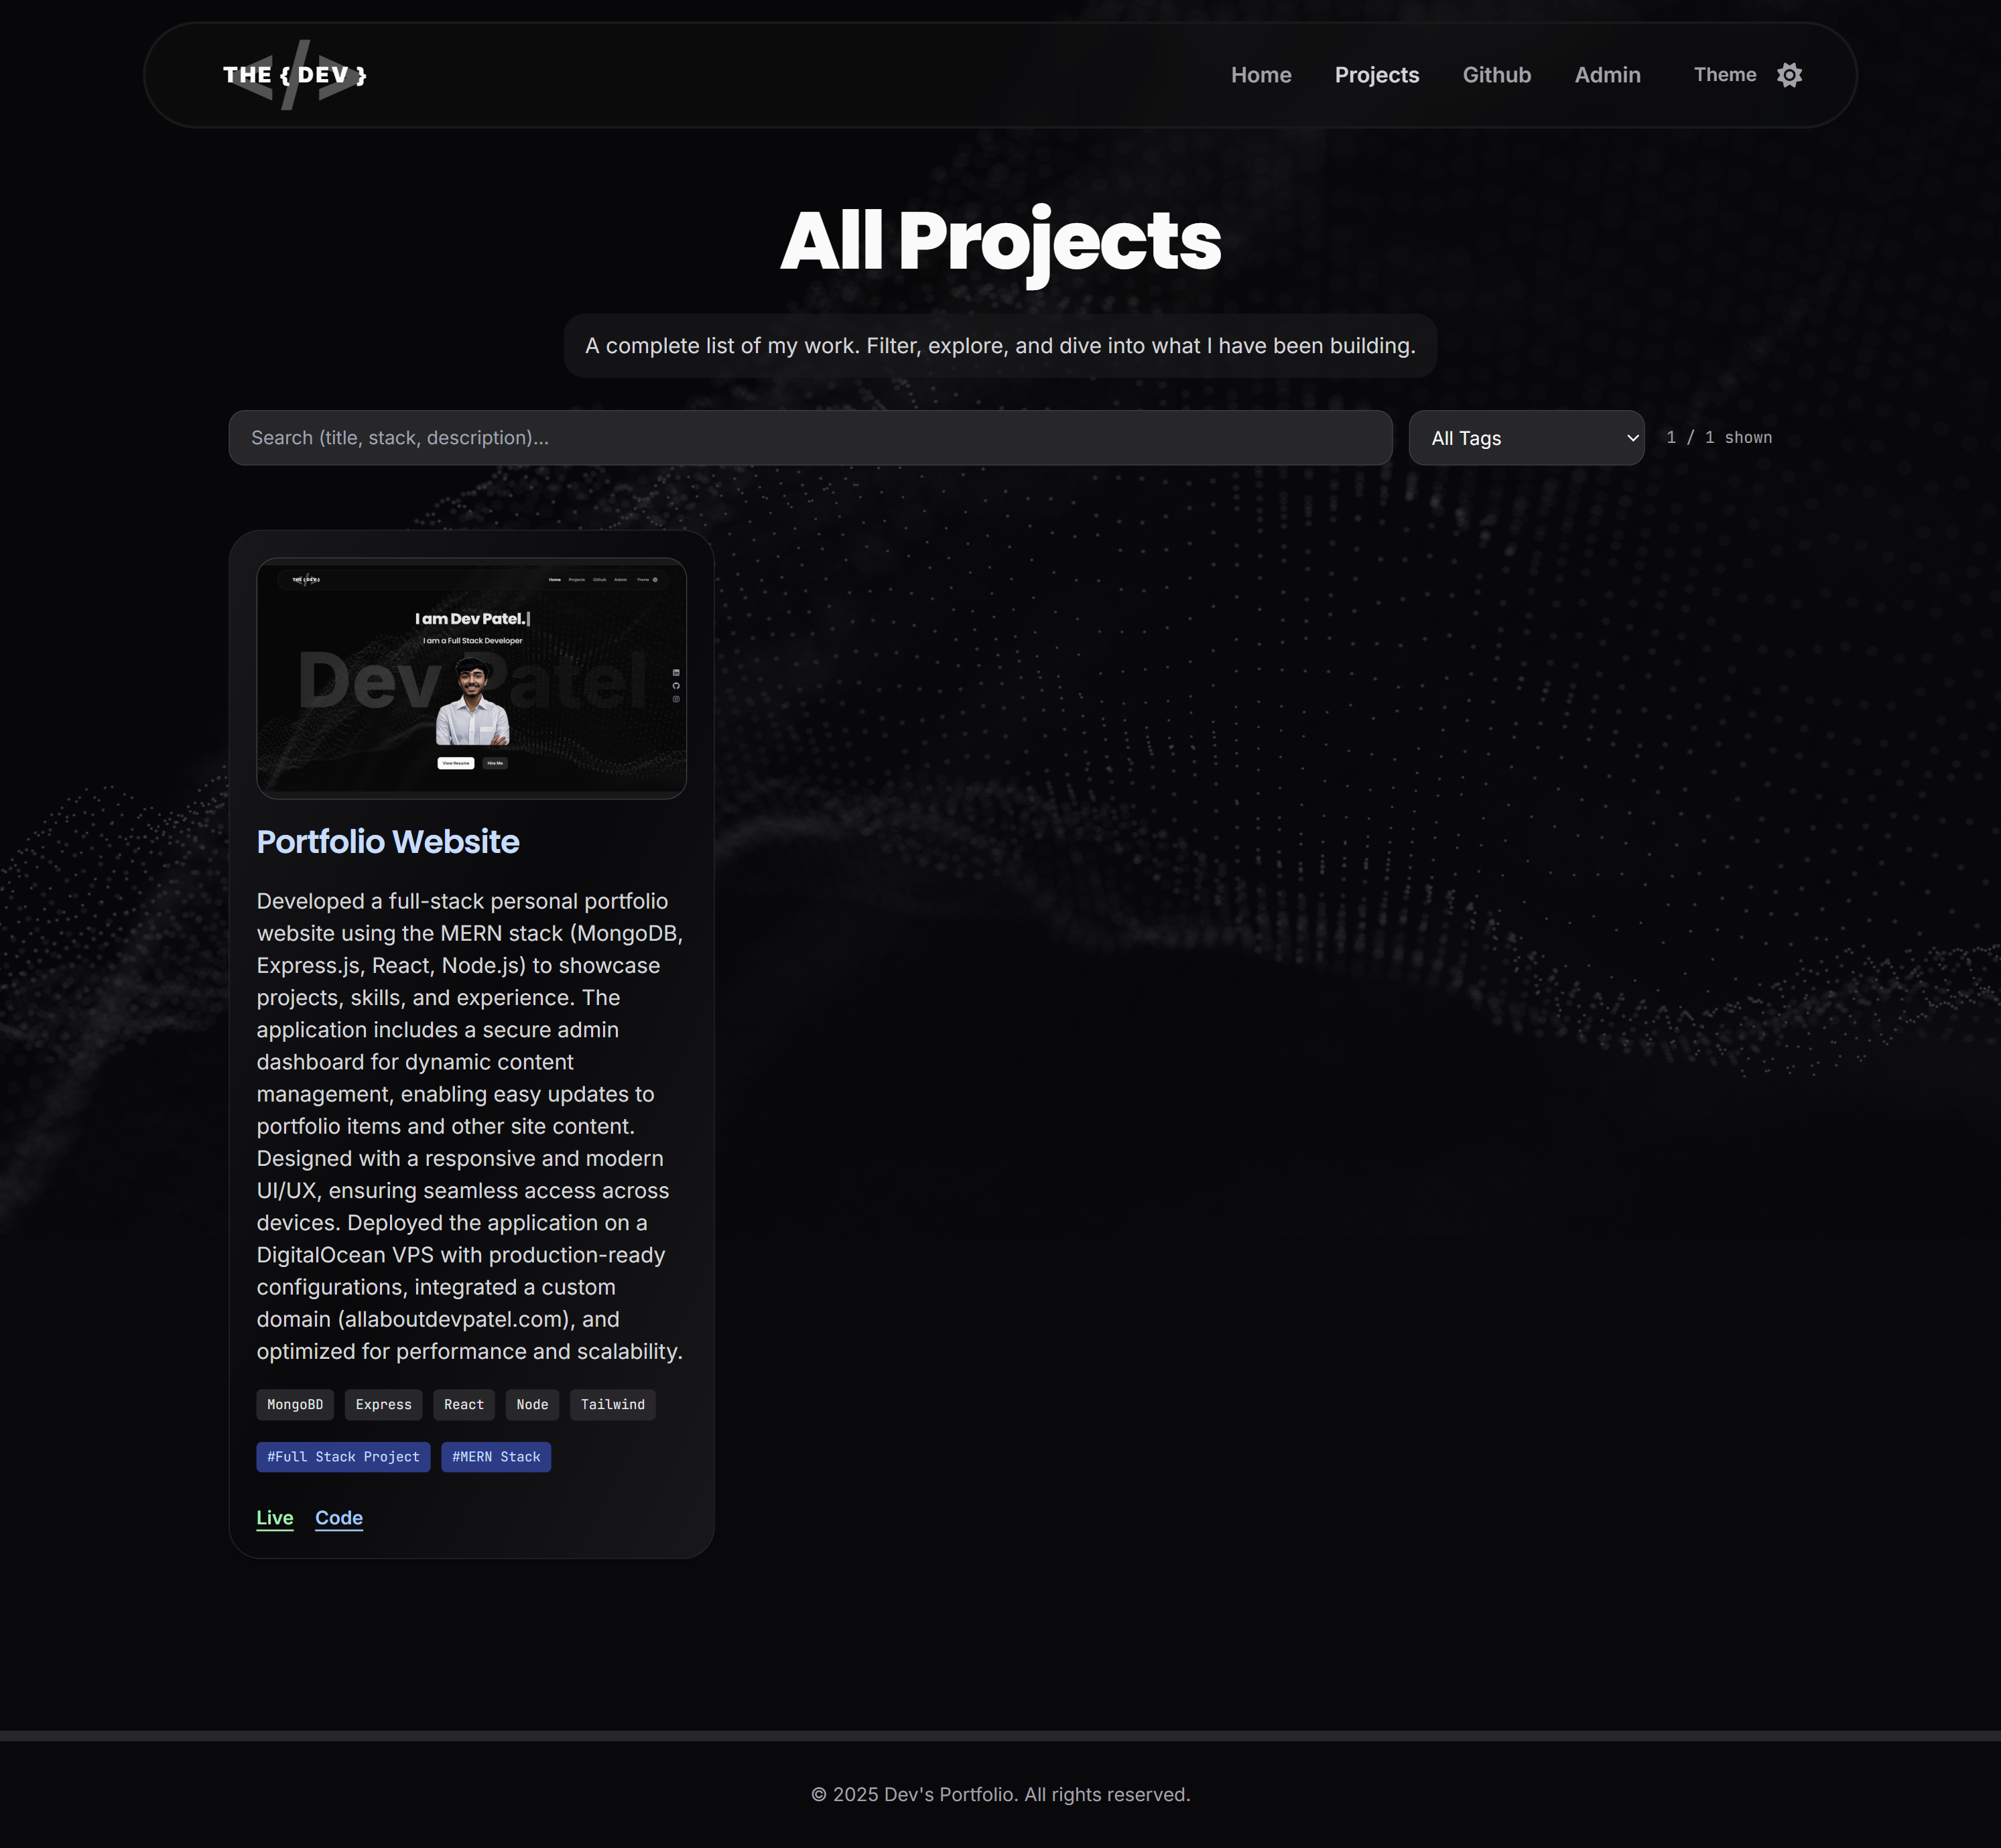 THE { DEV }
Home Projects Github Admin Theme
All Projects
A complete list of my work. Filter, explore, and dive into what I have been building.
Search (title, stack, description)...
All Tags
1 / 1 shown
THE { DEV }
Home Projects Github Admin Theme
I am Dev Patel.|
I am a Full Stack Developer
Dev Patel
View Resume Hire Me
Portfolio Website
Developed a full-stack personal portfolio
website using the MERN stack (MongoDB,
Express.js, React, Node.js) to showcase
projects, skills, and experience. The
application includes a secure admin
dashboard for dynamic content
management, enabling easy updates to
portfolio items and other site content.
Designed with a responsive and modern
UI/UX, ensuring seamless access across
devices. Deployed the application on a
DigitalOcean VPS with production-ready
configurations, integrated a custom
domain (allaboutdevpatel.com), and
optimized for performance and scalability.
MongoBD Express React Node Tailwind
#Full Stack Project #MERN Stack
Live Code
© 2025 Dev's Portfolio. All rights reserved.